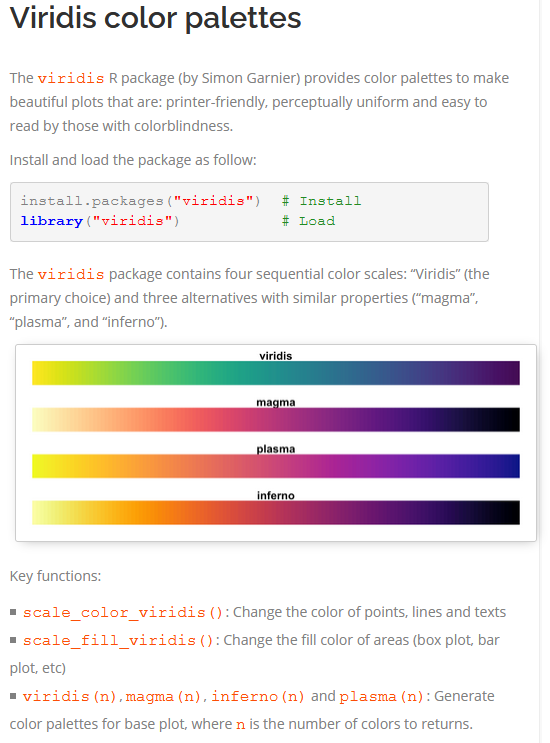 Viridis color palettes
The viridis R package (by Simon Garnier) provides color palettes to make
beautiful plots that are: printer-friendly, perceptually uniform and easy to
read by those with colorblindness.
Install and load the package as follow:
install.packages("viridis")  # Install
library("viridis")           # Load
The viridis package contains four sequential color scales: “Viridis” (the
primary choice) and three alternatives with similar properties (“magma”,
“plasma”, and “inferno”).
viridis
magma
plasma
inferno
Key functions:
▪ scale_color_viridis(): Change the color of points, lines and texts
▪ scale_fill_viridis(): Change the fill color of areas (box plot, bar
plot, etc)
▪ viridis(n), magma(n), inferno(n) and plasma(n): Generate
color palettes for base plot, where n is the number of colors to returns.